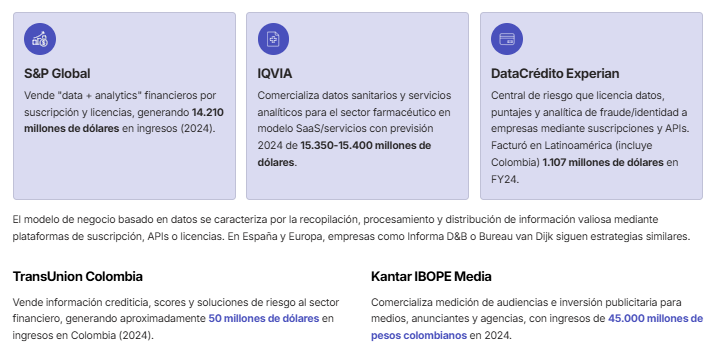 S&P Global
Vende "data + analytics" financieros por
suscripción y licencias, generando 14.210
millones de dólares en ingresos (2024).
IQVIA
Comercializa datos sanitarios y servicios
analíticos para el sector farmacéutico en
modelo SaaS/servicios con previsión
2024 de 15.350-15.400 millones de
dólares.
DataCrédito Experian
Central de riesgo que licencia datos,
puntajes y analítica de fraude/identidad a
empresas mediante suscripciones y APIs.
Facturó en Latinoamérica (incluye
Colombia) 1.107 millones de dólares en
FY24.
El modelo de negocio basado en datos se caracteriza por la recopilación, procesamiento y distribución de información valiosa mediante
plataformas de suscripción, APIs o licencias. En España y Europa, empresas como Informa D&B o Bureau van Dijk siguen estrategias similares.
TransUnion Colombia
Vende información crediticia, scores y soluciones de riesgo al sector
financiero, generando aproximadamente 50 millones de dólares en
ingresos en Colombia (2024).
Kantar IBOPE Media
Comercializa medición de audiencias e inversión publicitaria para
medios, anunciantes y agencias, con ingresos de 45.000 millones de
pesos colombianos en 2024.